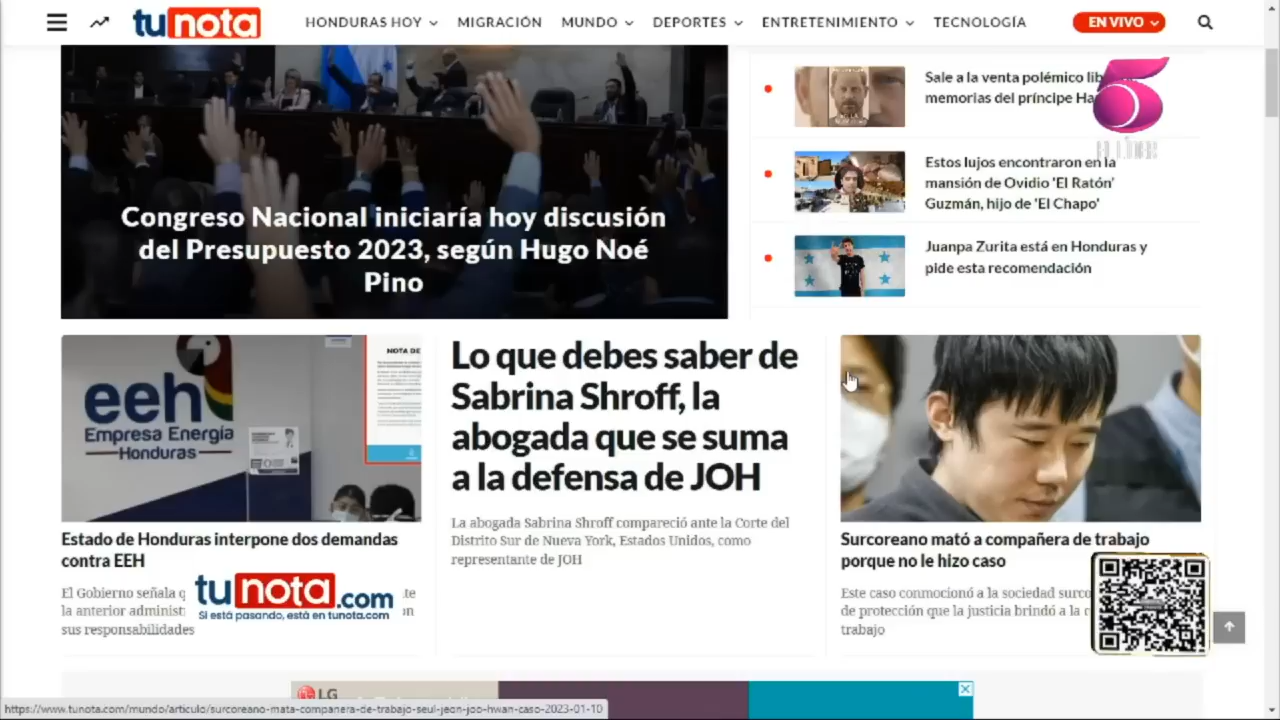 tunota
HONDURAS HOY
MIGRACIÓN
MUNDO
DEPORTES
ENTRETENIMIENTO
TECNOLOGÍA
EN VIVO
Congreso Nacional iniciaría hoy discusión
del Presupuesto 2023, según Hugo Noé
Pino
Sale a la venta polémico
memorias del príncipe
5
Estos lujos encontraron en la
mansión de Ovidio 'El Ratón'
Guzmán, hijo de 'El Chapo'
Juanpa Zurita está en Honduras y
pide esta recomendación
eeh
Empresa Energía
Honduras
Estado de Honduras interpone dos demandas
contra EEH
El Gobierno señala
la anterior
sus responsabilidades
tunota.com
Si está pasando, está en tunota.com
Lo que debes saber de
Sabrina Shroff, la
abogada que se suma
a la defensa de JOH
La abogada Sabrina Shroff compareció ante la Corte del
Distrito Sur de Nueva York, Estados Unidos, como
representante de JOH
Surcoreano mató a compañera de trabajo
porque no le hizo caso
Este caso conmocionó a la sociedad
de protección que la justicia brindó a la
trabajo
LG
https://www.tunota.com/mundo/articulo/surcoreano-mata-companera-de-trabajo-seul-jeon-joo-hwan-caso-2023-01-10